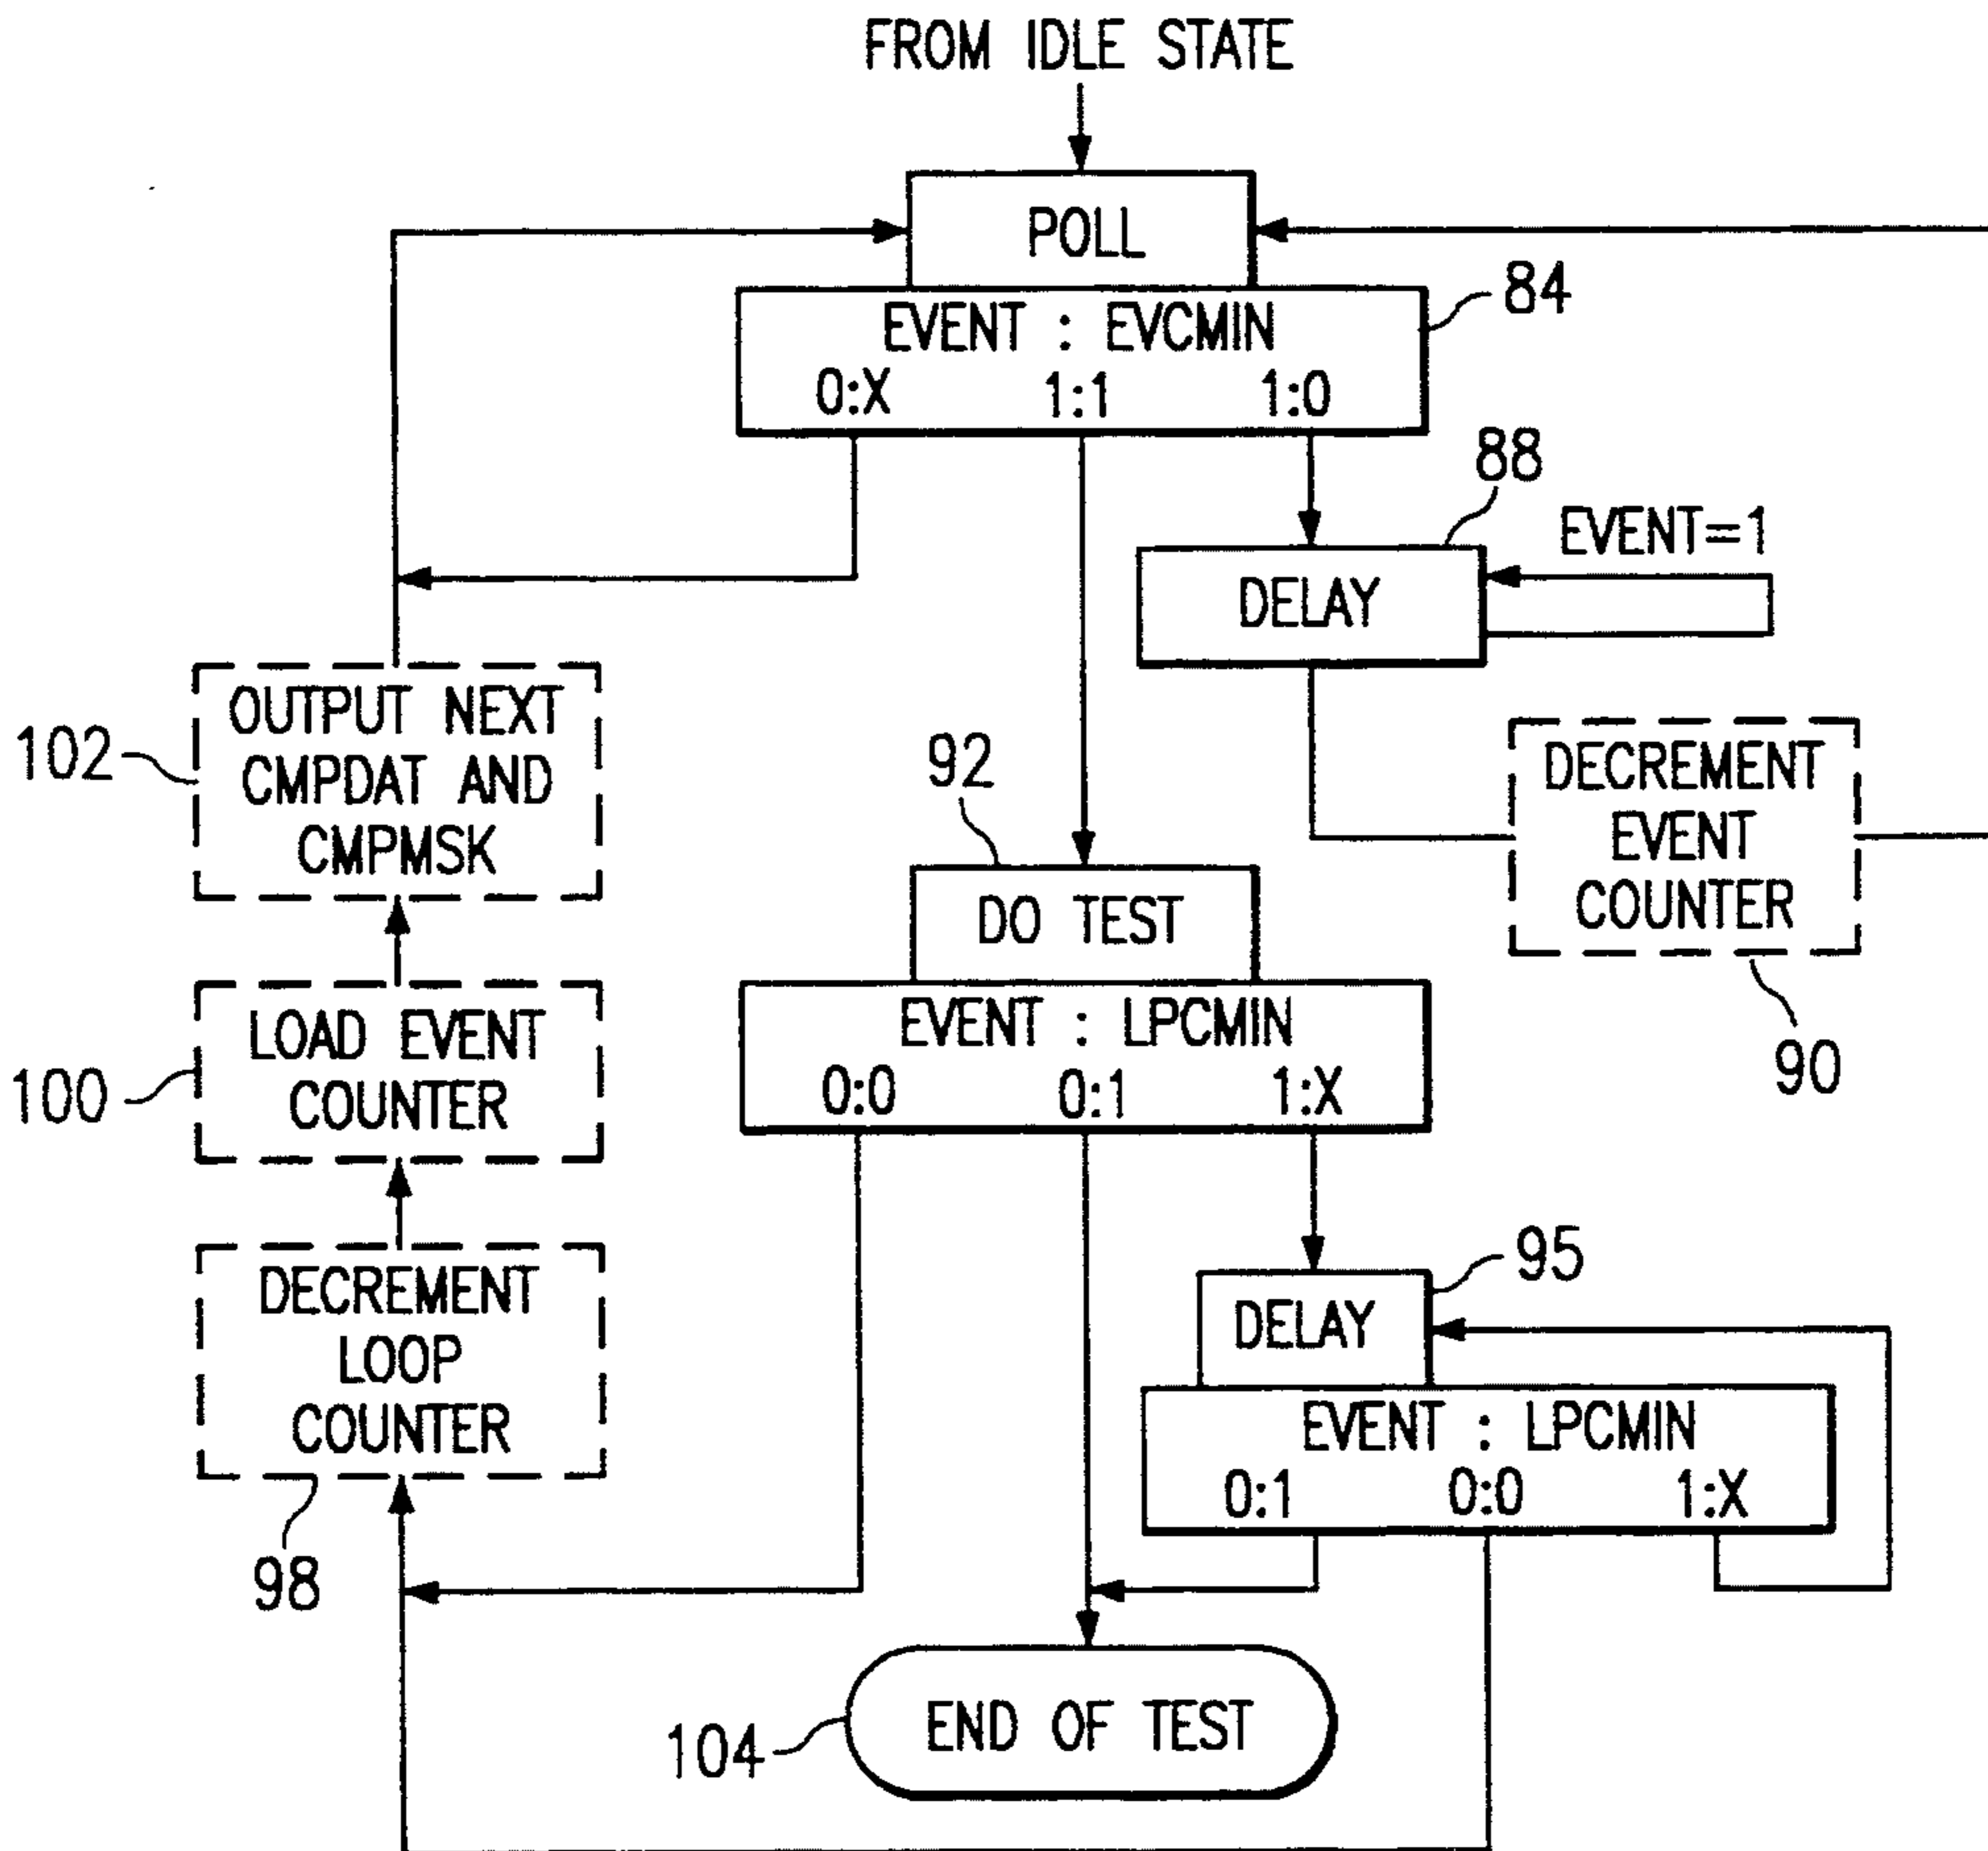 FROM IDLE STATE
POLL
84
EVENT : EVCMIN
0:X 1:1 1:0
88
EVENT=1
DELAY
102
OUTPUT NEXT
CMPDAT AND
CMPMSK
92
DECREMENT
EVENT
COUNTER
90
DO TEST
EVENT : LPCMIN
0:0 0:1 1:X
100
LOAD EVENT
COUNTER
95
DELAY
DECREMENT
LOOP
COUNTER
98
EVENT : LPCMIN
0:1 0:0 1:X
104
END OF TEST